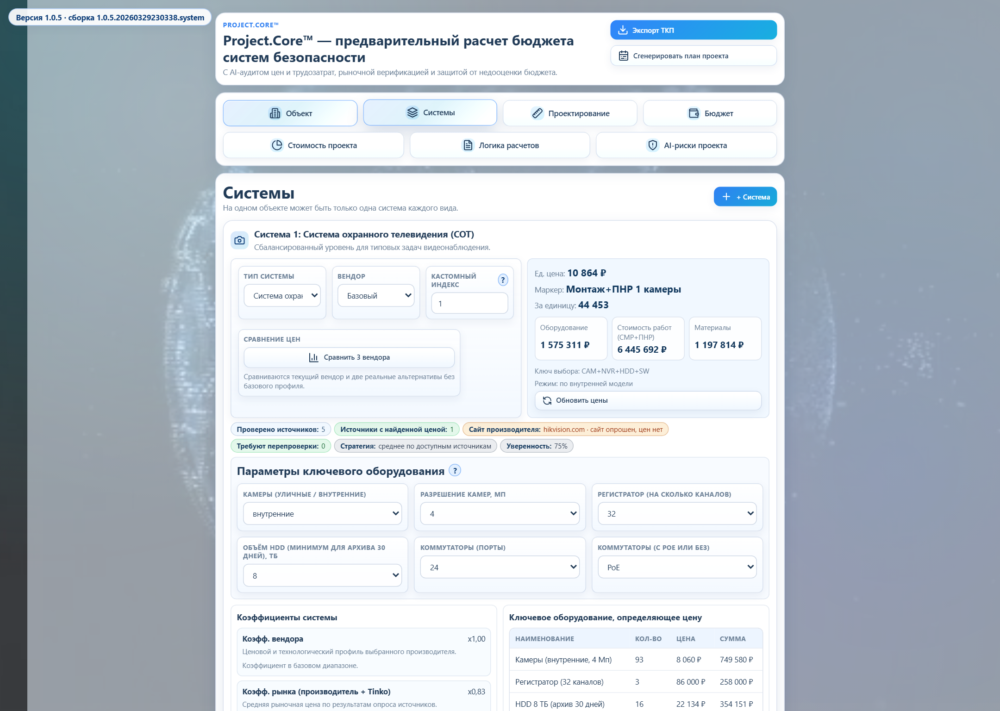 Версия 1.0.5 · сборка 1.0.5.20260329230338.system
PROJECT.CORE™
Project.Core™ — предварительный расчет бюджета
систем безопасности
С AI-аудитом цен и трудозатрат, рыночной верификацией и защитой от недооценки бюджета.
Экспорт ТКП
Сгенерировать план проекта
Объект
Системы
Проектирование
Бюджет
Стоимость проекта
Логика расчетов
AI-риски проекта
Системы
На одном объекте может быть только одна система каждого вида.
+ Система
Система 1: Система охранного телевидения (СОТ)
Сбалансированный уровень для типовых задач видеонаблюдения.
ТИП СИСТЕМЫ
Система охран
ВЕНДОР
Базовый
КАСТОМНЫЙ
ИНДЕКС
?
1
СРАВНЕНИЕ ЦЕН
Сравнить 3 вендора
Сравниваются текущий вендор и две реальные альтернативы без
базового профиля.
Ед. цена: 10 864 ₽
Маркер: Монтаж+ПНР 1 камеры
За единицу: 44 453
Оборудование
1 575 311 ₽
Стоимость работ
(СМР+ПНР)
6 445 692 ₽
Материалы
1 197 814 ₽
Ключ выбора: CAM+NVR+HDD+SW
Режим: по внутренней модели
Обновить цены
Проверено источников: 5
Источники с найденной ценой: 1
Сайт производителя: hikvision.com · сайт опрошен, цен нет
Требуют перепроверки: 0
Стратегия: среднее по доступным источникам
Уверенность: 75%
Параметры ключевого оборудования ?
КАМЕРЫ (УЛИЧНЫЕ / ВНУТРЕННИЕ)
внутренние
РАЗРЕШЕНИЕ КАМЕР, МП
4
РЕГИСТРАТОР (НА СКОЛЬКО КАНАЛОВ)
32
ОБЪЁМ HDD (МИНИМУМ ДЛЯ АРХИВА 30
ДНЕЙ), ТБ
8
КОММУТАТОРЫ (ПОРТЫ)
24
КОММУТАТОРЫ (С POE ИЛИ БЕЗ)
PoE
Коэффициенты системы
Коэфф. вендора x1,00
Ценовой и технологический профиль выбранного производителя.
Коэффициент в базовом диапазоне.
Коэфф. рынка (производитель + Tinko) x0,83
Средняя рыночная цена по результатам опроса источников.
Ключевое оборудование, определяющее цену
НАИМЕНОВАНИЕ КОЛ-ВО ЦЕНА СУММА
Камеры (внутренние, 4 Мп) 93 8 060 ₽ 749 580 ₽
Регистратор (32 каналов) 3 86 000 ₽ 258 000 ₽
HDD 8 ТБ (архив 30 дней) 16 22 134 ₽ 354 151 ₽